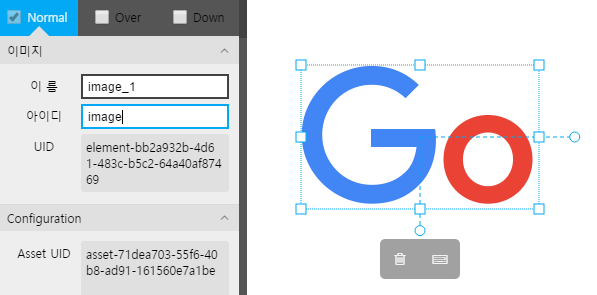 Normal Over Down
이미지
이 름 image_1
아이디 image
UID element-bb2a932b-4d6
1-483c-b5c2-64a40af874
69
Configuration
Asset UID asset-71dea703-55f6-40
b8-ad91-161560e7a1be
Go